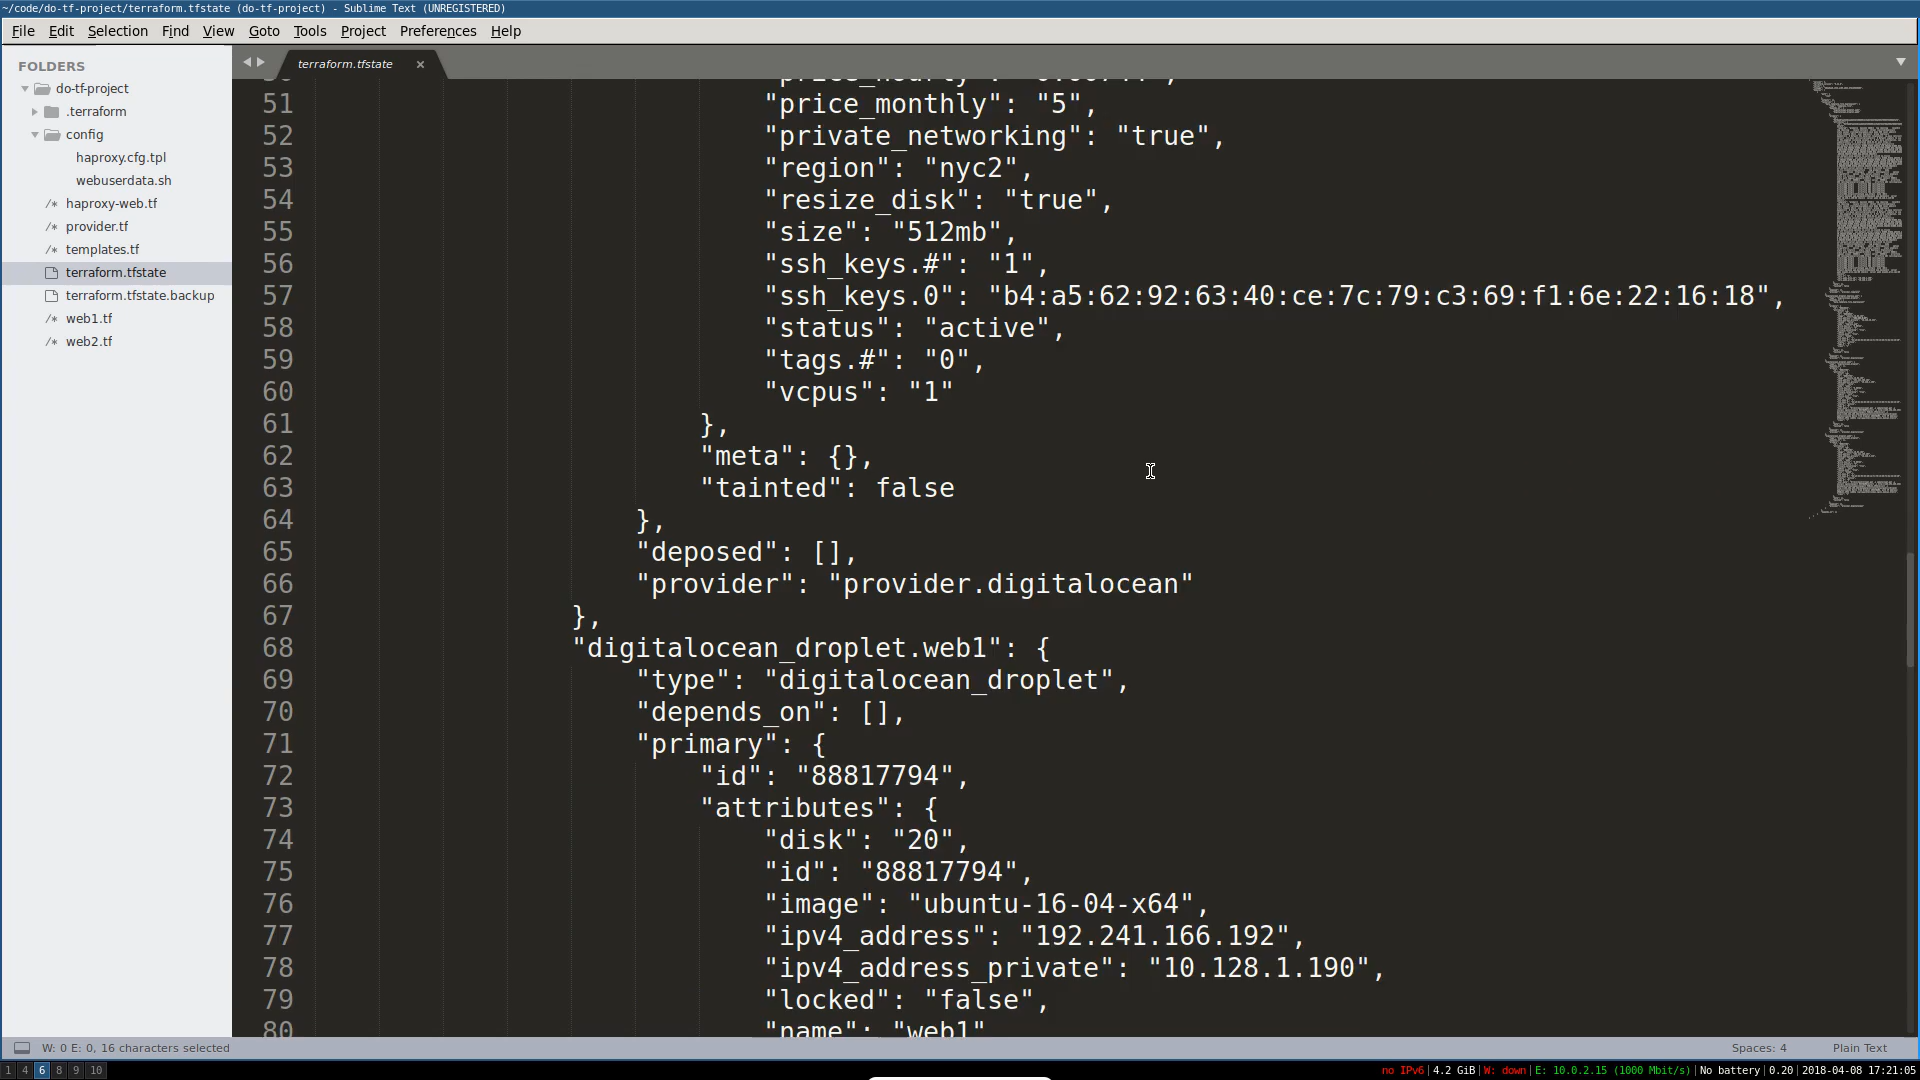 ~/code/do-tf-project/terraform.tfstate (do-tf-project) - Sublime Text (UNREGISTERED)
File Edit Selection Find View Goto Tools Project Preferences Help
FOLDERS
do-tf-project
.terraform
config
haproxy.cfg.tpl
webuserdata.sh
/* haproxy-web.tf
/* provider.tf
/* templates.tf
terraform.tfstate
terraform.tfstate.backup
/* web1.tf
/* web2.tf
terraform.tfstate ×
51 "price_monthly": "5",
52 "private_networking": "true",
53 "region": "nyc2",
54 "resize_disk": "true",
55 "size": "512mb",
56 "ssh_keys.#": "1",
57 "ssh_keys.0": "b4:a5:62:92:63:40:ce:7c:79:c3:69:f1:6e:22:16:18",
58 "status": "active",
59 "tags.#": "0",
60 "vcpus": "1"
61 },
62 "meta": {},
63 "tainted": false
64 },
65 "deposed": [],
66 "provider": "provider.digitalocean"
67 },
68 "digitalocean_droplet.web1": {
69 "type": "digitalocean_droplet",
70 "depends_on": [],
71 "primary": {
72 "id": "88817794",
73 "attributes": {
74 "disk": "20",
75 "id": "88817794",
76 "image": "ubuntu-16-04-x64",
77 "ipv4_address": "192.241.166.192",
78 "ipv4_address_private": "10.128.1.190",
79 "locked": "false",
80 "name": "web1"
W: 0 E: 0, 16 characters selected
Spaces: 4 Plain Text
1 4 6 8 9 10
no IPv6|4.2 GiB|W: down|E: 10.0.2.15 (1000 Mbit/s)|No battery|0.20|2018-04-08 17:21:05